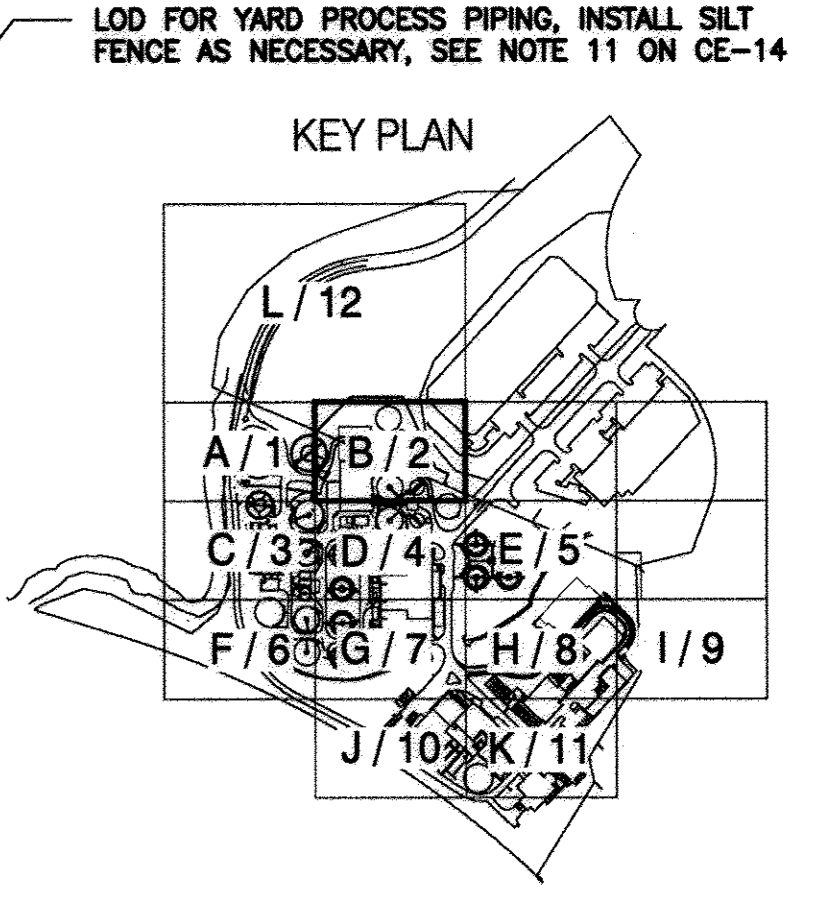 LOD FOR YARD PROCESS PIPING, INSTALL SILT
FENCE AS NECESSARY, SEE NOTE 11 ON CE-14
KEY PLAN
L / 12
A / 1 B / 2
C / 3 D / 4 E / 5
F / 6 G / 7 H / 8 I / 9
J / 10 K / 11